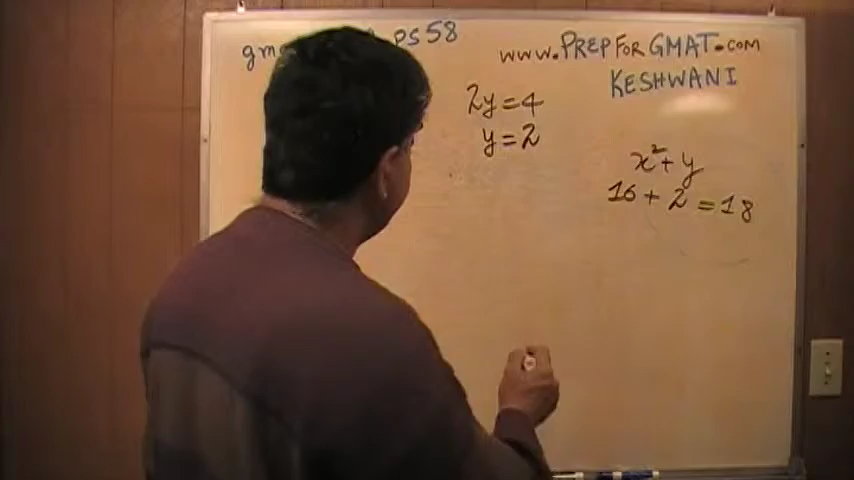 PS58
www.PREPFORGMAT.com
KESHWANI
2y=4
y=2
x²+y
16+2=18